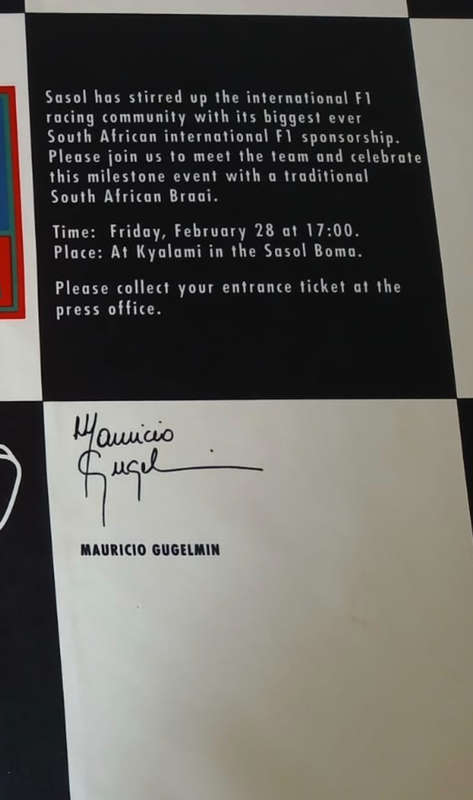 Sasol has stirred up the international F1
racing community with its biggest ever
South African international F1 sponsorship.
Please join us to meet the team and celebrate
this milestone event with a traditional
South African Braai.
Time: Friday, February 28 at 17:00.
Place: At Kyalami in the Sasol Boma.
Please collect your entrance ticket at the
press office.
Mauricio
Gugelmin
MAURICIO GUGELMIN